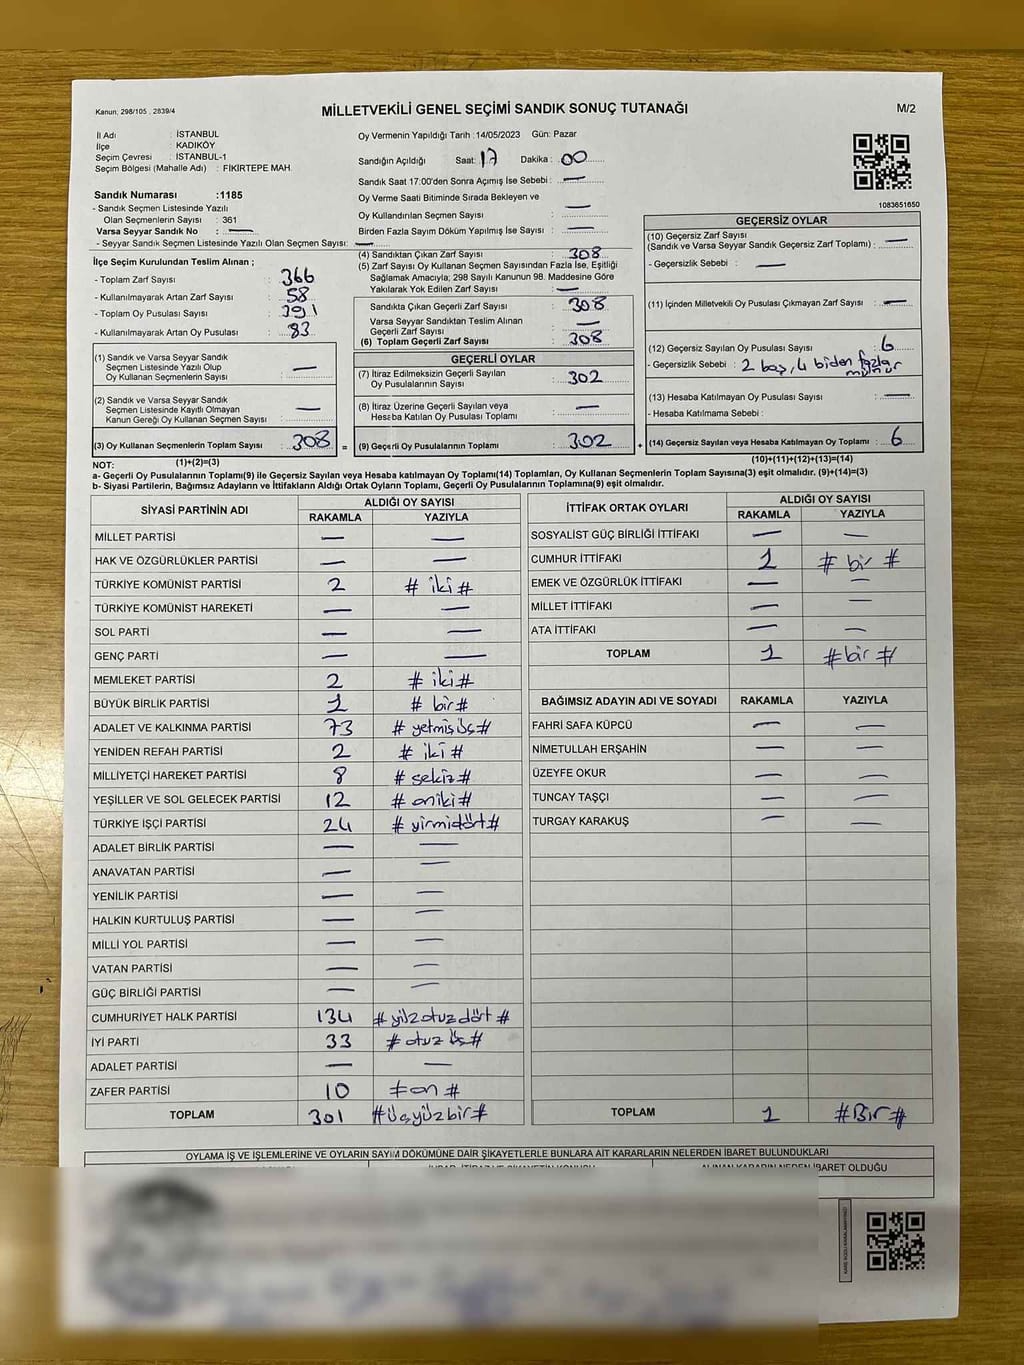 Kanun: 298/105 , 2839/4
MİLLETVEKİLİ GENEL SEÇİMİ SANDIK SONUÇ TUTANAĞI
M/2
İl Adı : İSTANBUL
İlçe : KADIKÖY
Seçim Çevresi : İSTANBUL-1
Seçim Bölgesi (Mahalle Adı) : FİKİRTEPE MAH.
Oy Vermenin Yapıldığı Tarih : 14/05/2023 Gün: Pazar
Sandığın Açıldığı Saat: 17 Dakika : 00
Sandık Saat 17:00'den Sonra Açımış İse Sebebi : —
Oy Verme Saati Bitiminde Sırada Bekleyen ve
Oy Kullandırılan Seçmen Sayısı : —
Birden Fazla Sayım Döküm Yapılmış İse Sayısı : —
1083651650
Sandık Numarası :1185
- Sandık Seçmen Listesinde Yazılı
Olan Seçmenlerin Sayısı : 361
Varsa Seyyar Sandık No : —
- Seyyar Sandık Seçmen Listesinde Yazılı Olan Seçmen Sayısı: —
İlçe Seçim Kurulundan Teslim Alınan ;
- Toplam Zarf Sayısı : 366
- Kullanılmayarak Artan Zarf Sayısı : 58
- Toplam Oy Pusulası Sayısı : 391
- Kullanılmayarak Artan Oy Pusulası : 83
(1) Sandık ve Varsa Seyyar Sandık
Seçmen Listesinde Yazılı Olup
Oy Kullanan Seçmenlerin Sayısı : —
(2) Sandık ve Varsa Seyyar Sandık
Seçmen Listesinde Kayıtlı Olmayan
Kanun Gereği Oy Kullanan Seçmen Sayısı : —
(3) Oy Kullanan Seçmenlerin Toplam Sayısı : 308 =
(1)+(2)=(3)
(4) Sandıktan Çıkan Zarf Sayısı : 308
(5) Zarf Sayısı Oy Kullanan Seçmen Sayısından Fazla İse, Eşitliği
Sağlamak Amacıyla; 298 Sayılı Kanunun 98. Maddesine Göre
Yakılarak Yok Edilen Zarf Sayısı : —
Sandıkta Çıkan Geçerli Zarf Sayısı : 308
Varsa Seyyar Sandıktan Teslim Alınan
Geçerli Zarf Sayısı : —
(6) Toplam Geçerli Zarf Sayısı : 308
GEÇERLİ OYLAR
(7) İtiraz Edilmeksizin Geçerli Sayılan
Oy Pusulalarının Sayısı : 302
(8) İtiraz Üzerine Geçerli Sayılan veya
Hesaba Katılan Oy Pusulası Toplamı : —
(9) Geçerli Oy Pusulalarının Toplamı : 302 +
GEÇERSİZ OYLAR
(10) Geçersiz Zarf Sayısı
(Sandık ve Varsa Seyyar Sandık Geçersiz Zarf Toplamı) : —
- Geçersizlik Sebebi : —
(11) İçinden Milletvekili Oy Pusulası Çıkmayan Zarf Sayısı : —
(12) Geçersiz Sayılan Oy Pusulası Sayısı : 6
- Geçersizlik Sebebi : 2 boş, 4 biden fazla
mühür
(13) Hesaba Katılmayan Oy Pusulası Sayısı : —
- Hesaba Katılmama Sebebi :
(14) Geçersiz Sayılan veya Hesaba Katılmayan Oy Toplamı : 6
(10)+(11)+(12)+(13)=(14)
NOT:
a- Geçerli Oy Pusulalarının Toplamı(9) ile Geçersiz Sayılan veya Hesaba katılmayan Oy Toplamı(14) Toplamları, Oy Kullanan Seçmenlerin Toplam Sayısına(3) eşit olmalıdır. (9)+(14)=(3)
b- Siyasi Partilerin, Bağımsız Adayların ve İttifakların Aldığı Ortak Oyların Toplamı, Geçerli Oy Pusulalarının Toplamına(9) eşit olmalıdır.
SİYASİ PARTİNİN ADI ALDIĞI OY SAYISI
RAKAMLA YAZIYLA
MİLLET PARTİSİ — —
HAK VE ÖZGÜRLÜKLER PARTİSİ — —
TÜRKİYE KOMÜNİST PARTİSİ 2 # iki #
TÜRKİYE KOMÜNİST HAREKETİ — —
SOL PARTİ — —
GENÇ PARTİ — —
MEMLEKET PARTİSİ 2 # iki #
BÜYÜK BİRLİK PARTİSİ 1 # bir #
ADALET VE KALKINMA PARTİSİ 73 # yetmişüç #
YENİDEN REFAH PARTİSİ 2 # iki #
MİLLİYETÇİ HAREKET PARTİSİ 8 # sekiz #
YEŞİLLER VE SOL GELECEK PARTİSİ 12 # oniki #
TÜRKİYE İŞÇİ PARTİSİ 24 # yirmidört #
ADALET BİRLİK PARTİSİ — —
ANAVATAN PARTİSİ — —
YENİLİK PARTİSİ — —
HALKIN KURTULUŞ PARTİSİ — —
MİLLİ YOL PARTİSİ — —
VATAN PARTİSİ — —
GÜÇ BİRLİĞİ PARTİSİ — —
CUMHURİYET HALK PARTİSİ 134 # yüzotuzdört #
İYİ PARTİ 33 # otuz üç #
ADALET PARTİSİ — —
ZAFER PARTİSİ 10 # on #
TOPLAM 301 # üçyüzbir #
İTTİFAK ORTAK OYLARI ALDIĞI OY SAYISI
RAKAMLA YAZIYLA
SOSYALİST GÜÇ BİRLİĞİ İTTİFAKI — —
CUMHUR İTTİFAKI 1 # bir #
EMEK VE ÖZGÜRLÜK İTTİFAKI — —
MİLLET İTTİFAKI — —
ATA İTTİFAKI — —
TOPLAM 1 # bir #
BAĞIMSIZ ADAYIN ADI VE SOYADI RAKAMLA YAZIYLA
FAHRİ SAFA KÜPCÜ — —
NİMETULLAH ERŞAHİN — —
ÜZEYFE OKUR — —
TUNCAY TAŞÇI — —
TURGAY KARAKUŞ — —
TOPLAM 1 # Bir #
OYLAMA İŞ VE İŞLEMLERİNE VE OYLARIN SAYIM DÖKÜMÜNE DAİR ŞİKAYETLERLE BUNLARA AİT KARARLARIN NELERDEN İBARET BULUNDUKLARI
ALINAN KARARIN NEDEN İBARET OLDUĞU